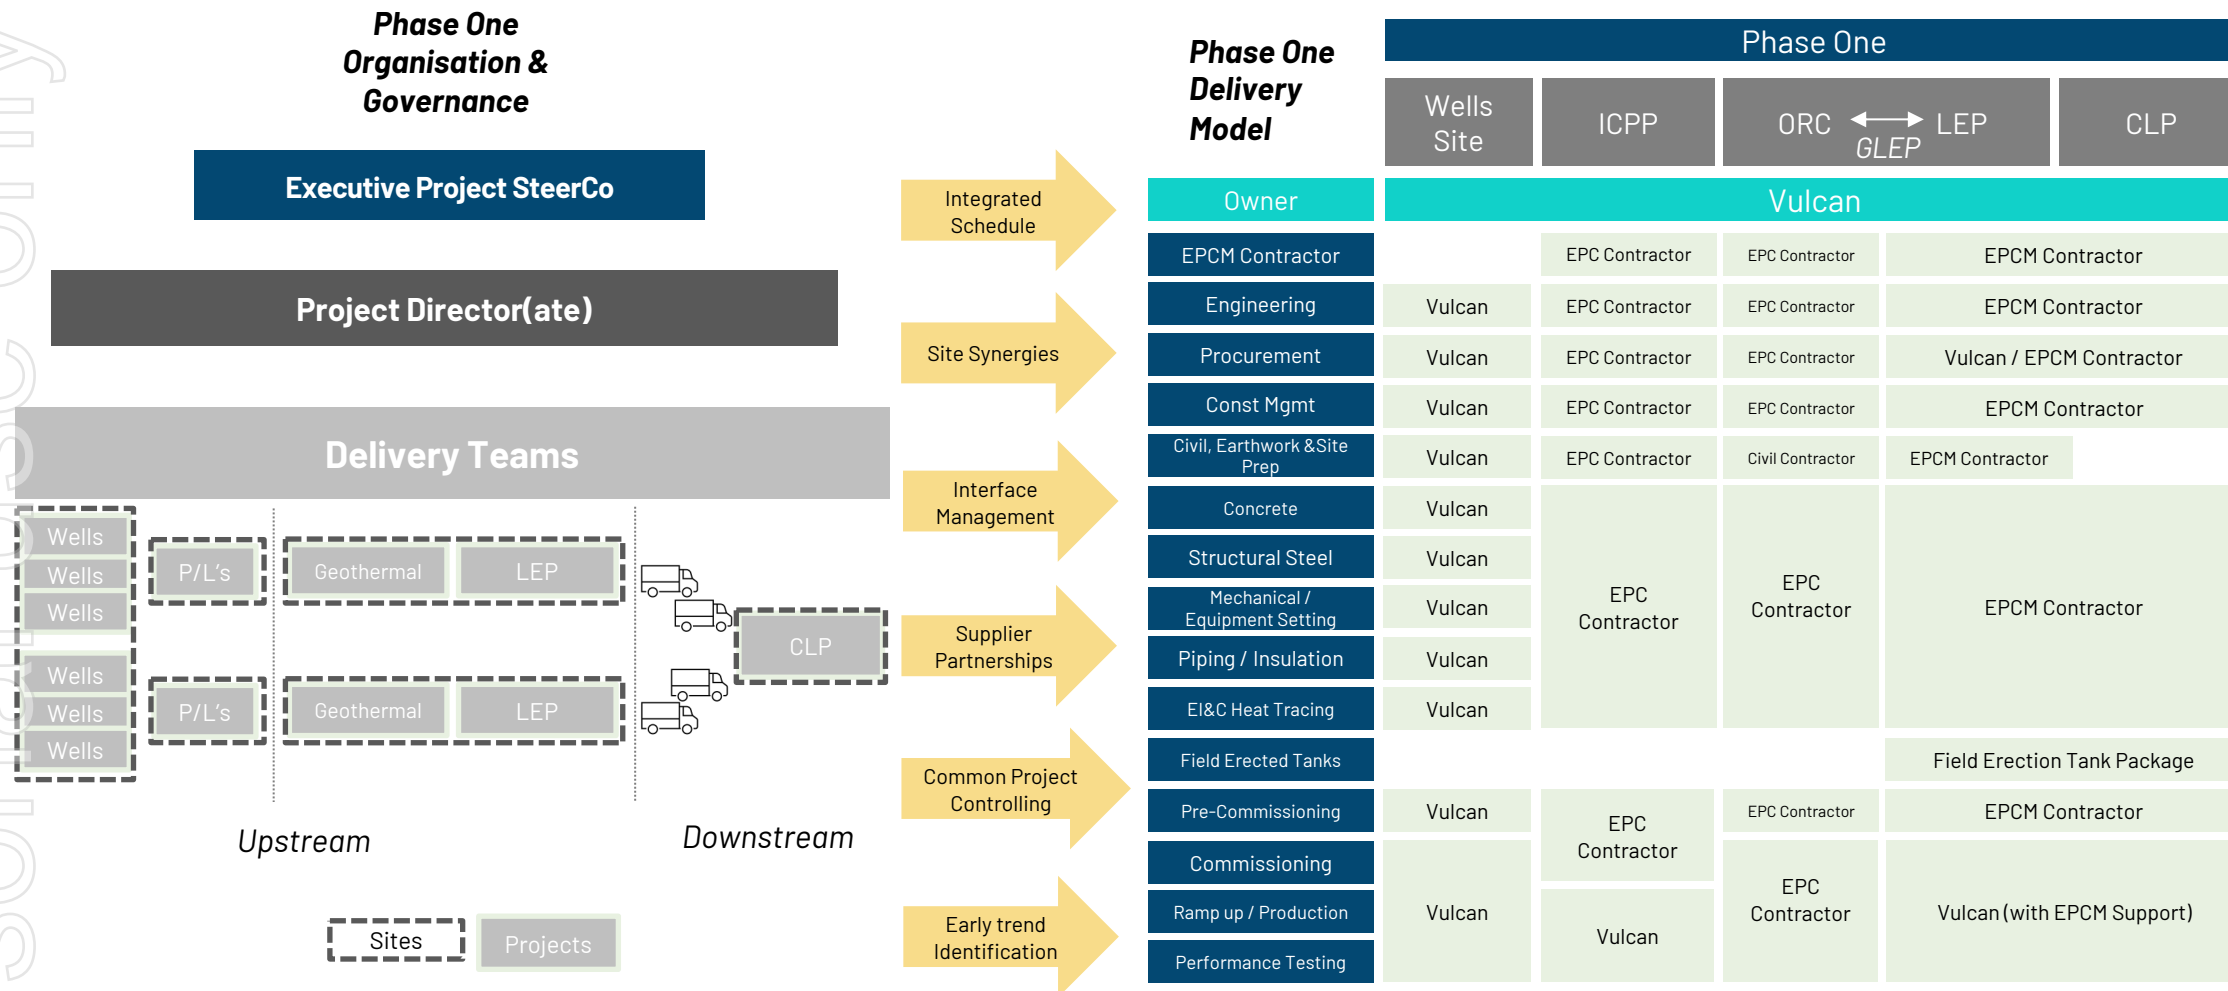 Phase One
Organisation &
Governance
Executive Project SteerCo
Project Director(ate)
Delivery Teams
Wells
Wells
Wells
Wells
Wells
Wells
P/L's
P/L's
Geothermal
LEP
Geothermal
LEP
CLP
Upstream
Downstream
Sites
Projects
Integrated
Schedule
Site Synergies
Interface
Management
Supplier
Partnerships
Common Project
Controlling
Early trend
Identification
Phase One
Delivery
Model
Phase One
Wells
Site
ICPP
ORC
LEP
GLEP
CLP
Owner
Vulcan
EPCM Contractor
EPC Contractor
EPC Contractor
EPCM Contractor
Engineering
Vulcan
EPC Contractor
EPC Contractor
EPCM Contractor
Procurement
Vulcan
EPC Contractor
EPC Contractor
Vulcan / EPCM Contractor
Const Mgmt
Vulcan
EPC Contractor
EPC Contractor
EPCM Contractor
Civil, Earthwork &Site
Prep
Vulcan
EPC Contractor
Civil Contractor
EPCM Contractor
Concrete
Vulcan
Structural Steel
Vulcan
Mechanical /
Equipment Setting
Vulcan
Piping / Insulation
Vulcan
EI&C Heat Tracing
Vulcan
EPC
Contractor
EPC
Contractor
EPCM Contractor
Field Erected Tanks
Field Erection Tank Package
Pre-Commissioning
Vulcan
EPC
Contractor
EPC Contractor
EPCM Contractor
Commissioning
Ramp up / Production
Performance Testing
Vulcan
Vulcan
EPC
Contractor
Vulcan (with EPCM Support)